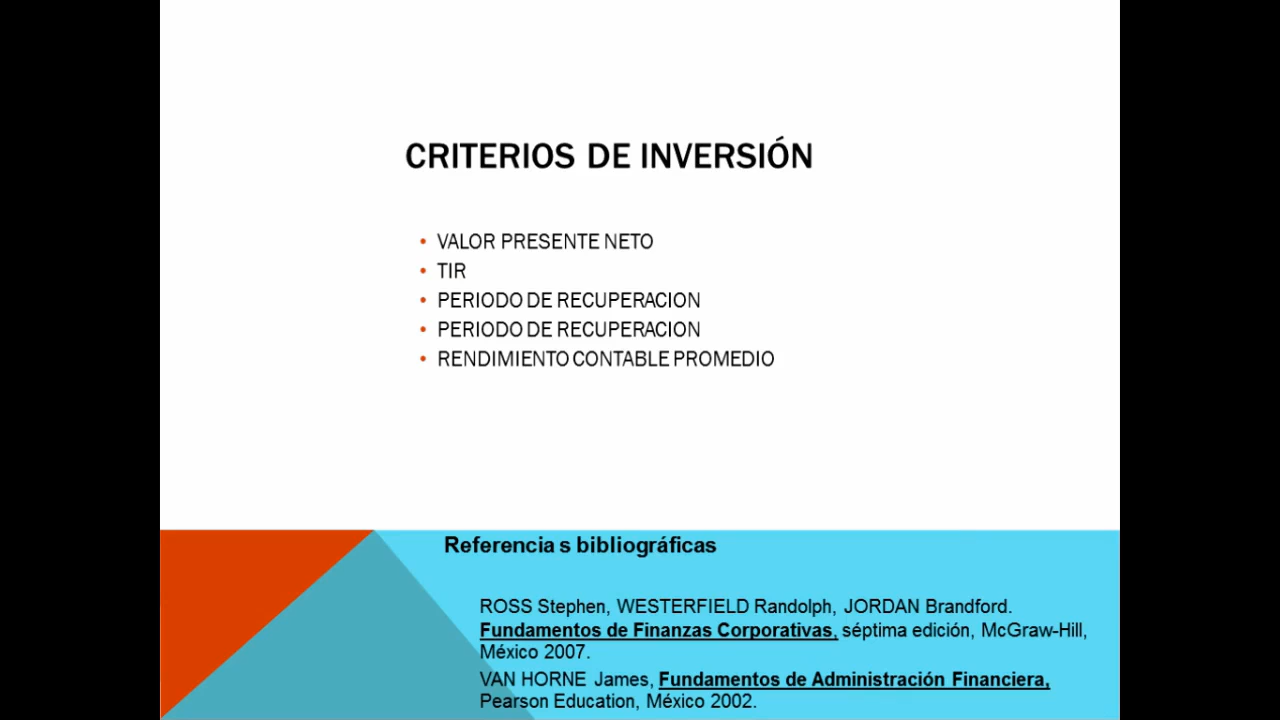 CRITERIOS DE INVERSIÓN
• VALOR PRESENTE NETO
• TIR
• PERIODO DE RECUPERACION
• PERIODO DE RECUPERACION
• RENDIMIENTO CONTABLE PROMEDIO
Referencia s bibliográficas
ROSS Stephen, WESTERFIELD Randolph, JORDAN Brandford.
Fundamentos de Finanzas Corporativas, séptima edición, McGraw-Hill,
México 2007.
VAN HORNE James, Fundamentos de Administración Financiera,
Pearson Education, México 2002.